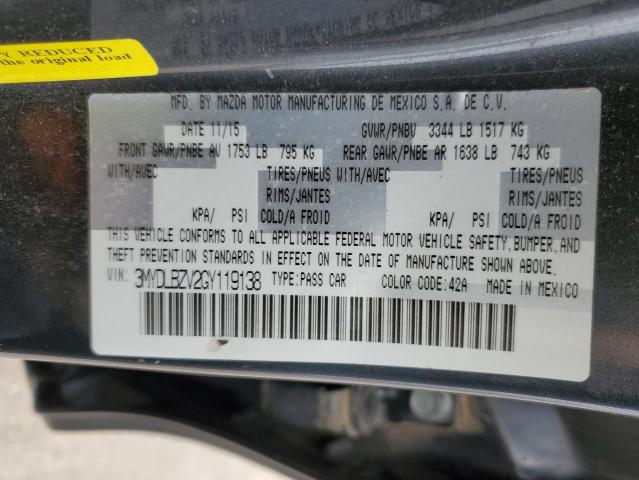 Y REDUCED
the original load
MFD. BY MAZDA MOTOR MANUFACTURING DE MEXICO S.A. DE C.V.
DATE 11/15 GVWR/PNBV 3344 LB 1517 KG
FRONT GAWR/PNBE AV 1753 LB 795 KG REAR GAWR/PNBE AR 1638 LB 743 KG
WITH/AVEC TIRES/PNEUS WITH/AVEC TIRES/PNEUS
RIMS/JANTES RIMS/JANTES
KPA/ PSI COLD/A FROID KPA/ PSI COLD/A FROID
THIS VEHICLE CONFORMS TO ALL APPLICABLE FEDERAL MOTOR VEHICLE SAFETY, BUMPER, AND
THEFT PREVENTION STANDARDS IN EFFECT ON THE DATE OF MANUFACTURE SHOWN ABOVE.
VIN: 3MYDLBZV2GY119138 TYPE:PASS CAR COLOR CODE:42A MADE IN MEXICO